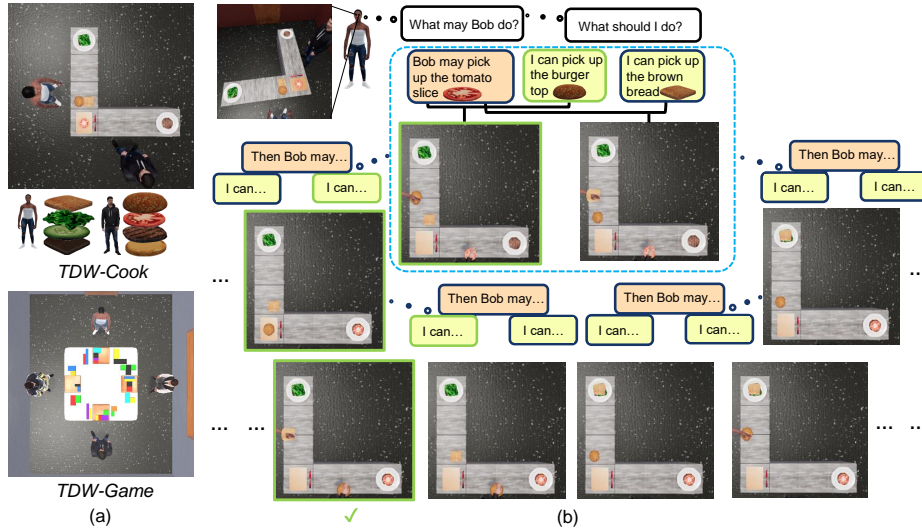 What may Bob do?
What should I do?
Bob may pick
up the tomato
slice
I can pick up
the burger
top
I can pick up
the brown
bread
Then Bob may…
I can…
I can…
Then Bob may…
I can…
I can…
TDW-Cook
...
...
Then Bob may…
I can…
I can…
Then Bob may…
I can…
I can…
... ...
... ...
TDW-Game
(a)
✓
(b)